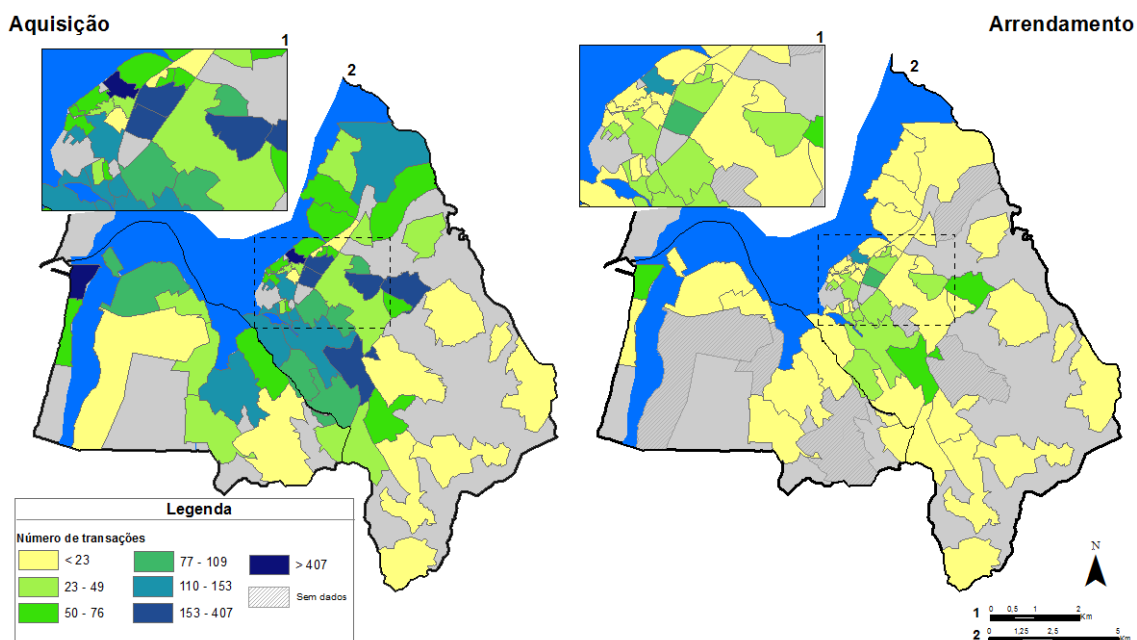 Aquisição
Arrendamento
1
2
1
2
Legenda
Número de transações
< 23
23 - 49
50 - 76
77 - 109
110 - 153
153 - 407
> 407
Sem dados
N
1
0 0,5 1 2
Km
2
0 1,25 2,5 5
Km